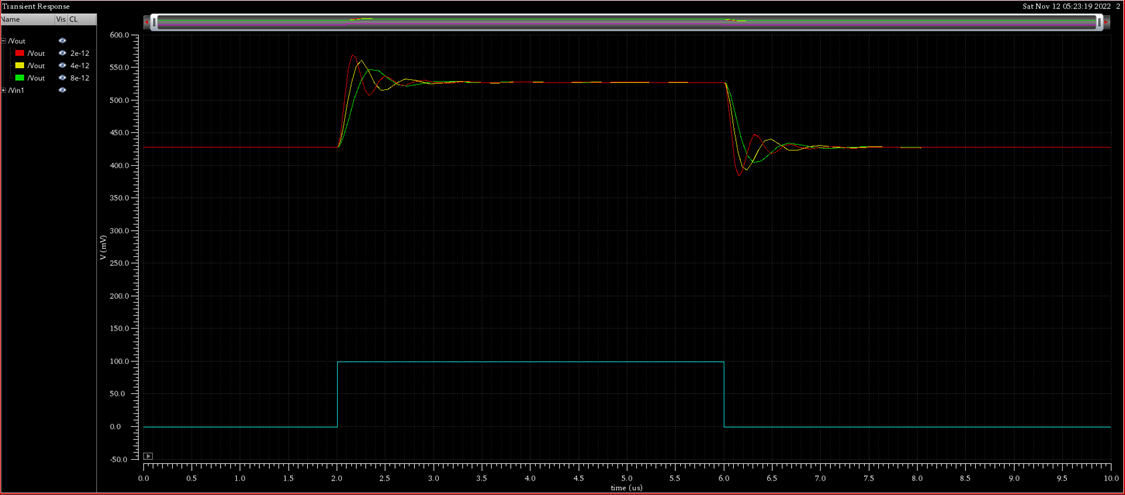 Transient Response
Sat Nov 12 05:23:19 2022 2
Name Vis CL
/Vout
/Vout 2e-12
/Vout 4e-12
/Vout 8e-12
/Vin1
600.0
550.0
500.0
450.0
400.0
350.0
300.0
250.0
200.0
150.0
100.0
50.0
0.0
-50.0
V (mV)
0.0 0.5 1.0 1.5 2.0 2.5 3.0 3.5 4.0 4.5 5.0 5.5 6.0 6.5 7.0 7.5 8.0 8.5 9.0 9.5 10.0
time (us)